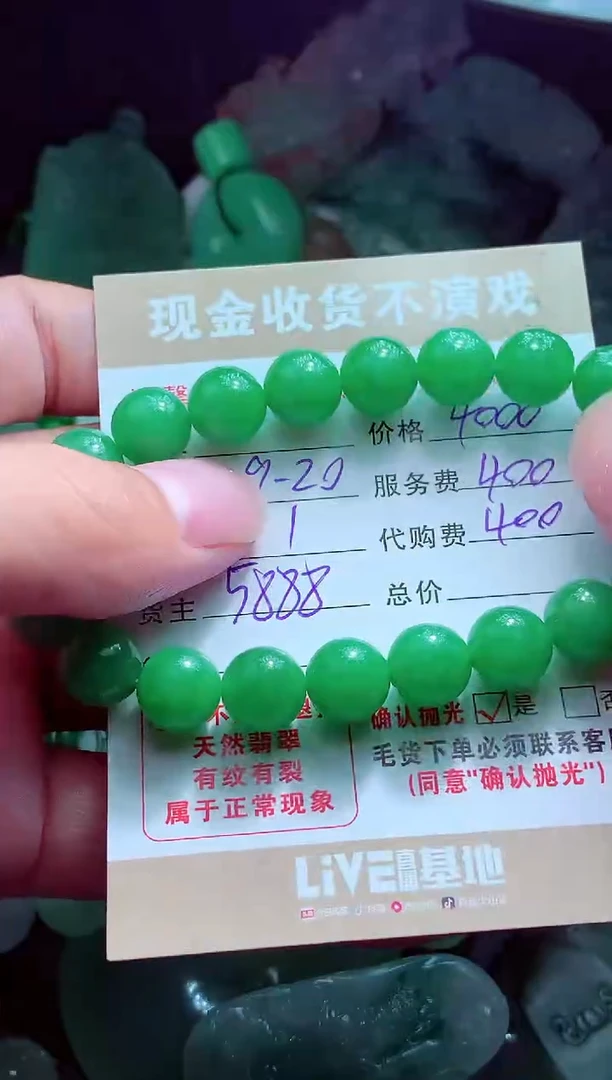 现金收货不演戏
价格 4000
9-20 服务费 400
1 代购费 400
货主 5888 总价
确认抛光 ☑是 □否
天然翡翠
毛货下单必须联系客
有纹有裂
(同意"确认抛光")
属于正常现象
LiVE直播基地